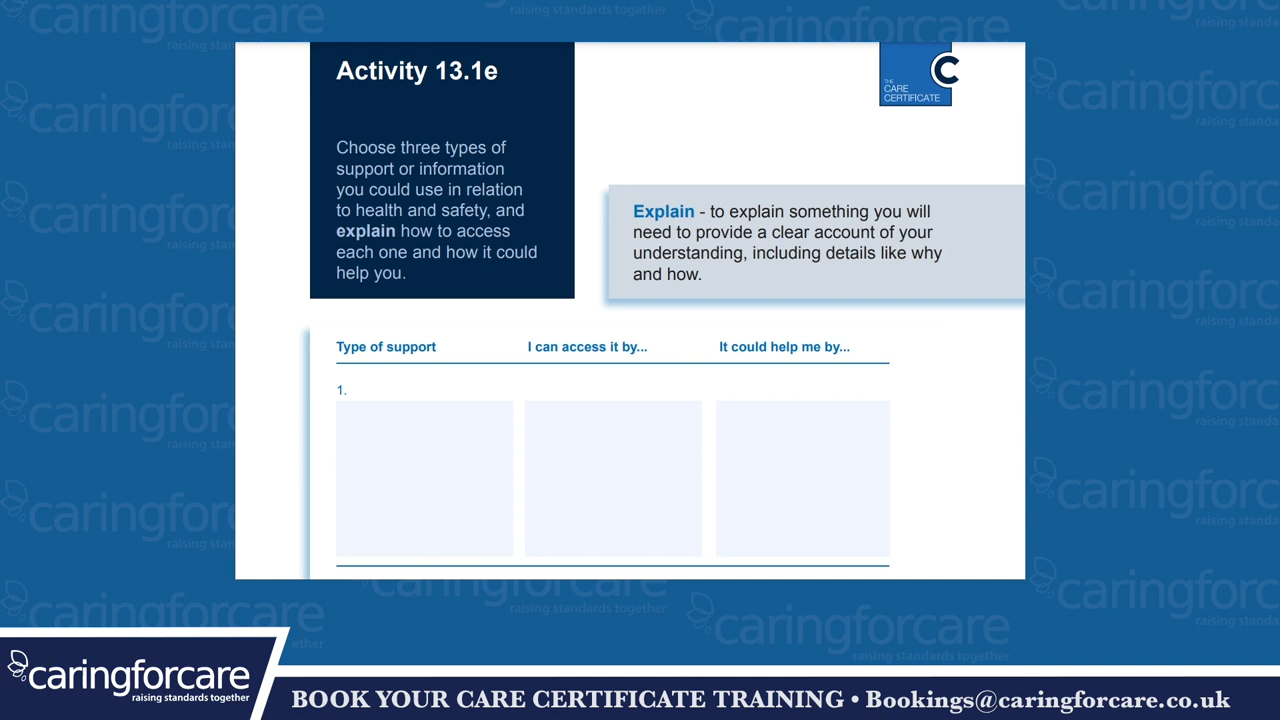 caringforcare
raising standards together
Activity 13.1e
THE
CARE
CERTIFICATE
Choose three types of
support or information
you could use in relation
to health and safety, and
explain how to access
each one and how it could
help you.
Explain - to explain something you will
need to provide a clear account of your
understanding, including details like why
and how.
Type of support
I can access it by...
It could help me by...
1.
caringforcare
raising standards together
BOOK YOUR CARE CERTIFICATE TRAINING • Bookings@caringforcare.co.uk